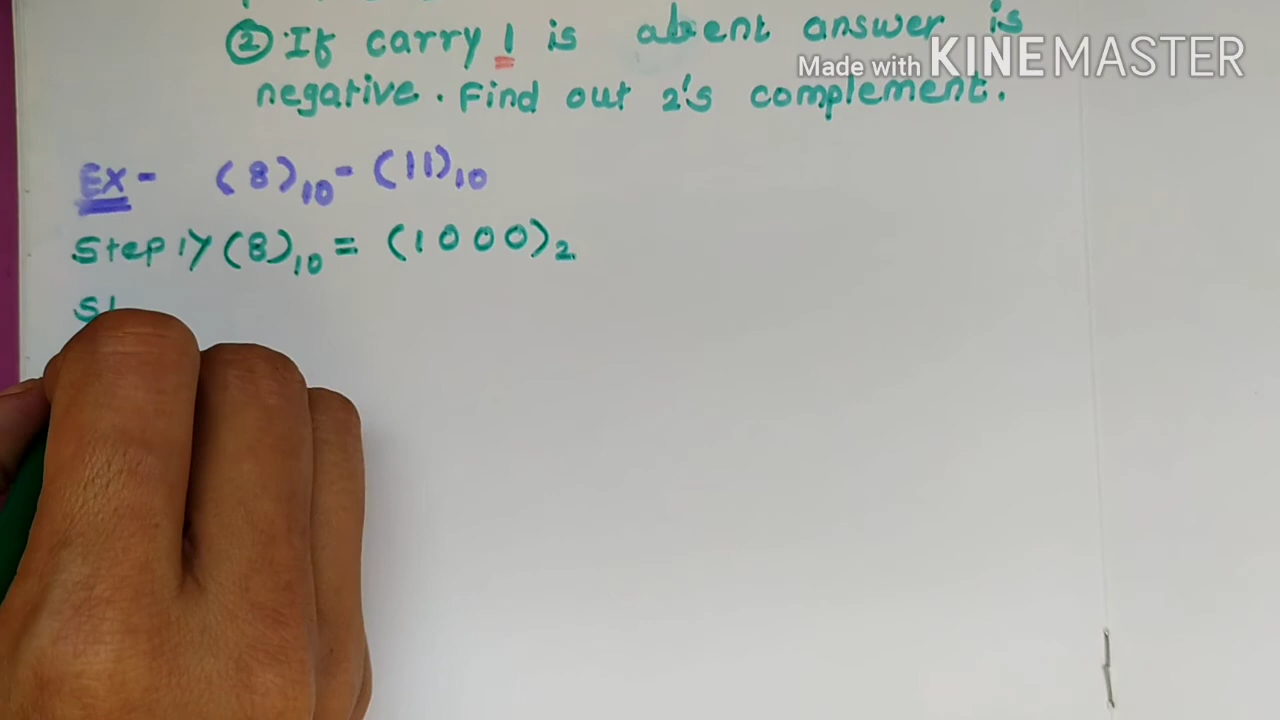 ② If carry 1 is absent answer is
Made with KINEMASTER
negative. Find out 2's complement.
Ex - (8)10 - (11)10
Step 1) (8)10 = (1000)2